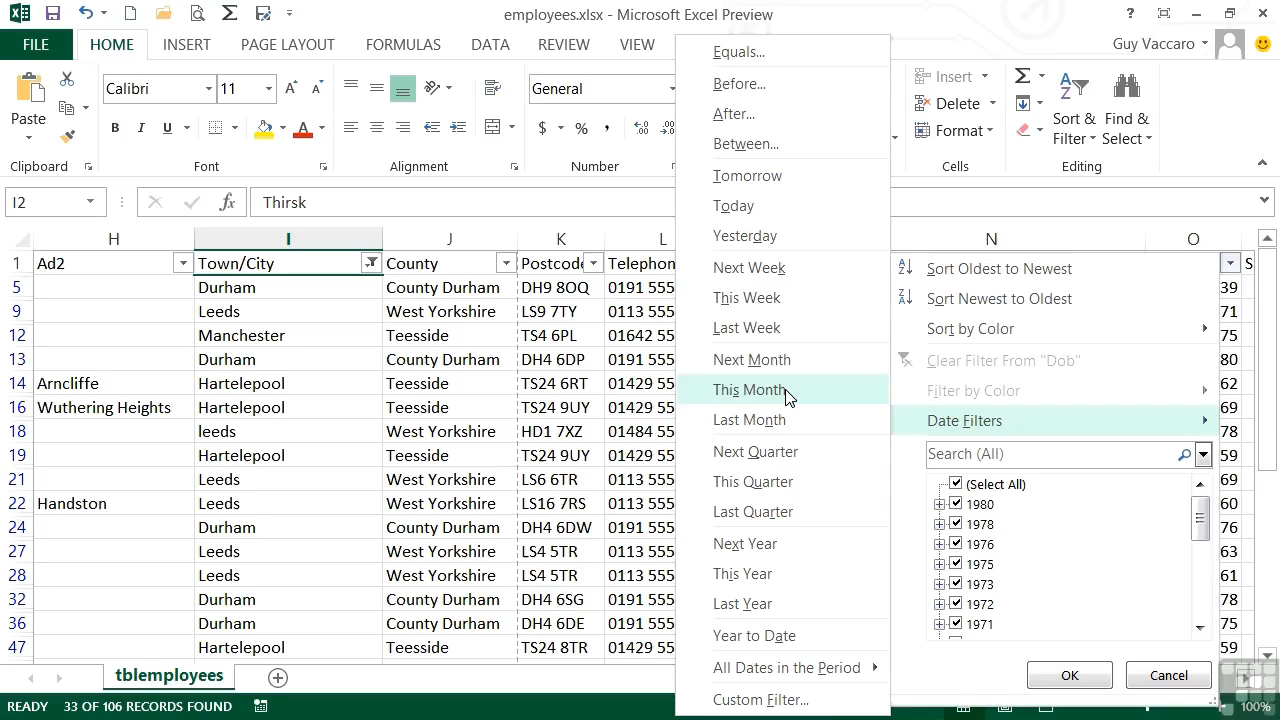 employees.xlsx - Microsoft Excel Preview
FILE HOME INSERT PAGE LAYOUT FORMULAS DATA REVIEW VIEW Guy Vaccaro
Paste
Clipboard
Calibri 11
B I U A
Font
Alignment
General
$ % ,
Number
Insert
Delete
Format
Cells
Sort & Filter
Find & Select
Editing
I2 fx Thirsk
H I J K L N O
1 Ad2 Town/City County Postcode Telephon S
5 Durham County Durham DH9 8OQ 0191 555 39
9 Leeds West Yorkshire LS9 7TY 0113 555 71
12 Manchester Teesside TS4 6PL 01642 55 75
13 Durham County Durham DH4 6DP 0191 555 80
14 Arncliffe Hartelepool Teesside TS24 6RT 01429 55 62
16 Wuthering Heights Hartelepool Teesside TS24 9UY 01429 55 69
18 leeds West Yorkshire HD1 7XZ 01484 55 78
19 Hartelepool Teesside TS24 9UY 01429 55 59
21 Leeds West Yorkshire LS6 6TR 0113 555 69
22 Handston Leeds West Yorkshire LS16 7RS 0113 555 60
24 Durham County Durham DH4 6DW 0191 555 76
27 Leeds West Yorkshire LS4 5TR 0113 555 63
28 Leeds West Yorkshire LS4 5TR 0113 555 61
32 Durham County Durham DH4 6SG 0191 555 78
36 Durham County Durham DH4 6DE 0191 555 75
47 Hartelepool Teesside TS24 8TR 01429 55 59
Equals...
Before...
After...
Between...
Tomorrow
Today
Yesterday
Next Week
This Week
Last Week
Next Month
This Month
Last Month
Next Quarter
This Quarter
Last Quarter
Next Year
This Year
Last Year
Year to Date
All Dates in the Period
Custom Filter...
Sort Oldest to Newest
Sort Newest to Oldest
Sort by Color
Clear Filter From "Dob"
Filter by Color
Date Filters
Search (All)
(Select All)
1980
1978
1976
1975
1973
1972
1971
OK Cancel
tblemployees
READY 33 OF 106 RECORDS FOUND 100%